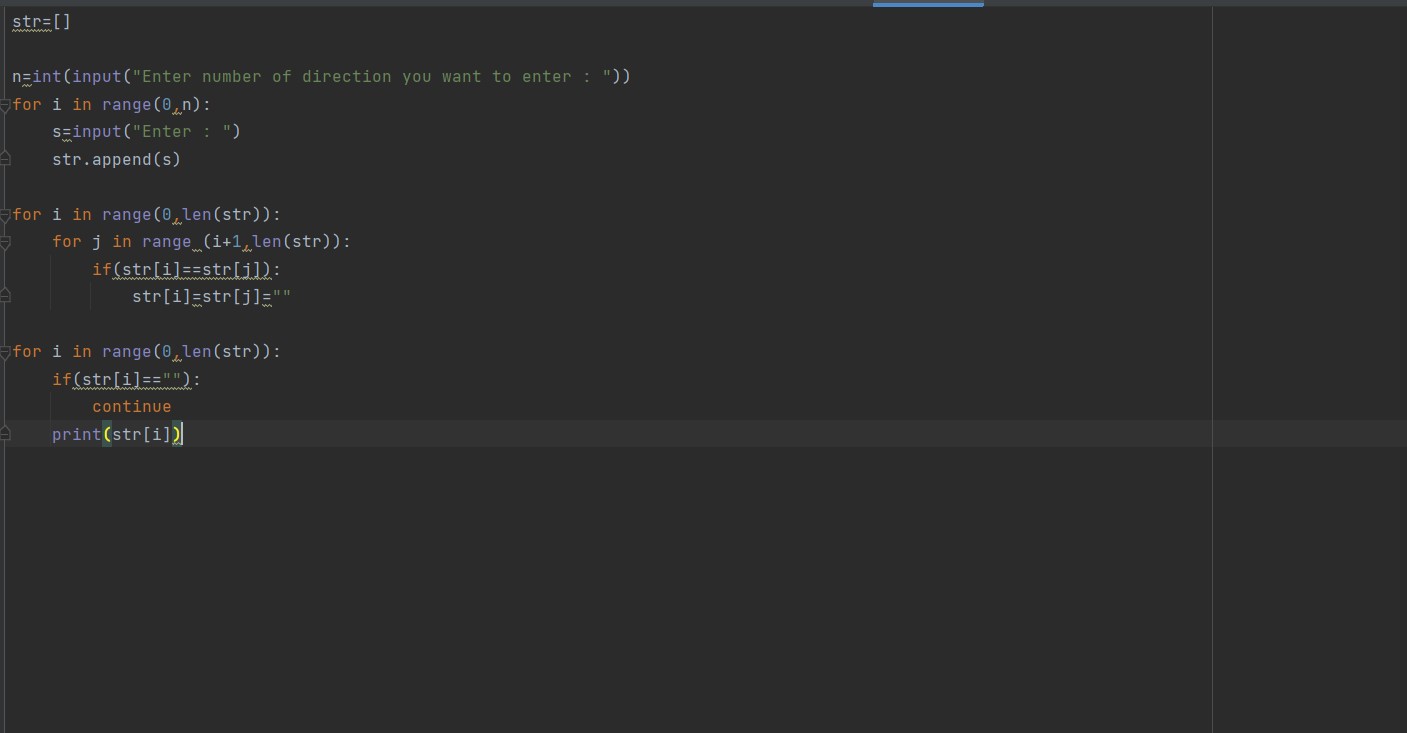 str=[]
n=int(input("Enter number of direction you want to enter : "))
for i in range(0,n):
    s=input("Enter : ")
    str.append(s)
for i in range(0,len(str)):
    for j in range (i+1,len(str)):
        if(str[i]==str[j]):
            str[i]=str[j]=""
for i in range(0,len(str)):
    if(str[i]==""):
        continue
    print(str[i])